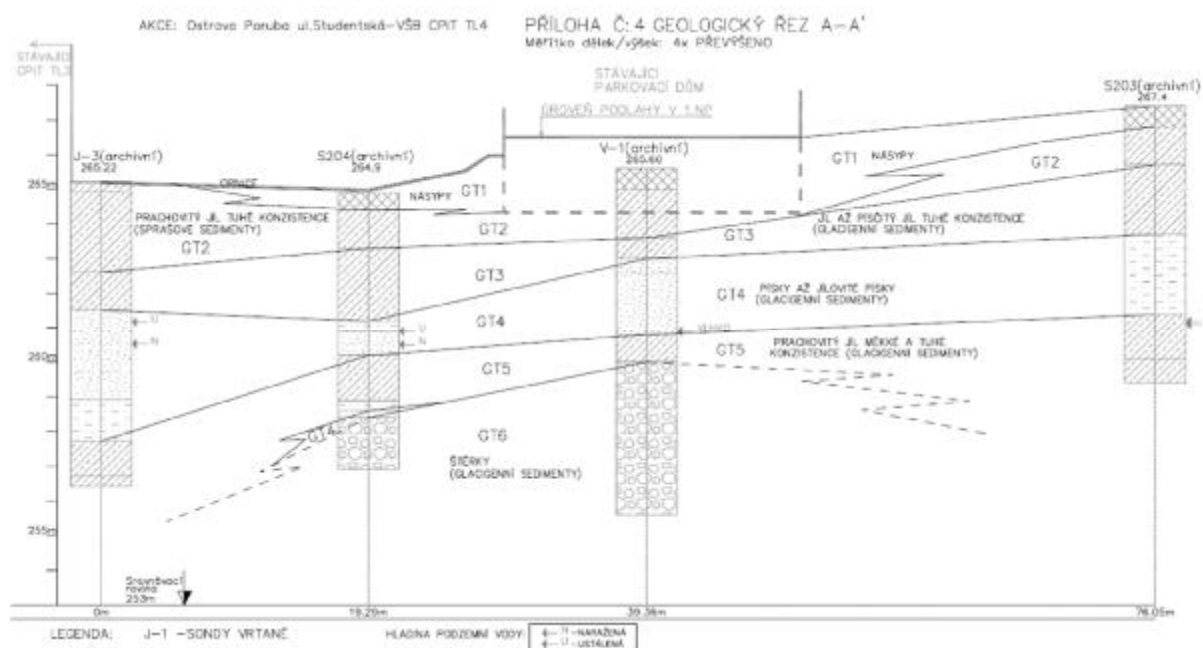 AKCE: Ostrava Poruba ul.Studentská-VŠB CPIT TL4
PŘÍLOHA Č:4 GEOLOGICKÝ ŘEZ A-A'
Měřítko délek/výšek: 4x PŘEVÝŠENO
STÁVAJÍCÍ
CPIT TL3
STÁVAJÍCÍ
PARKOVACÍ DŮM
ÚROVEŇ PODLAHY V 1.NP
S203(archivní)
267.4
J-3(archivní)
265.22
S204(archivní)
264.9
V-1(archivní)
265.60
GT1
NÁSYPY
GT2
265
ORNICE
GT1
NÁSYPY
PRACHOVITÝ JÍL TUHÉ KONZISTENCE
(SPRAŠOVÉ SEDIMENTY)
GT2
GT2
GT3
JÍL AŽ PÍSČITÝ JÍL TUHÉ KONZISTENCE
(GLACIGENNÍ SEDIMENTY)
GT3
GT4
PÍSKY AŽ JÍLOVITÉ PÍSKY
(GLACIGENNÍ SEDIMENTY)
U
N
GT4
U
N
VLHKO
260
GT5
GT5
PRACHOVITÝ JÍL MĚKKÉ A TUHÉ
KONZISTENCE (GLACIGENNÍ SEDIMENTY)
GT4
GT6
ŠTĚRKY
(GLACIGENNÍ SEDIMENTY)
255
Srovnávací
rovina
253m
0m
19.29m
39.36m
76.05m
LEGENDA:
J-1 -SONDY VRTANÉ
HLADINA PODZEMNÍ VODY:
N -NARAŽENÁ
U -USTÁLENÁ